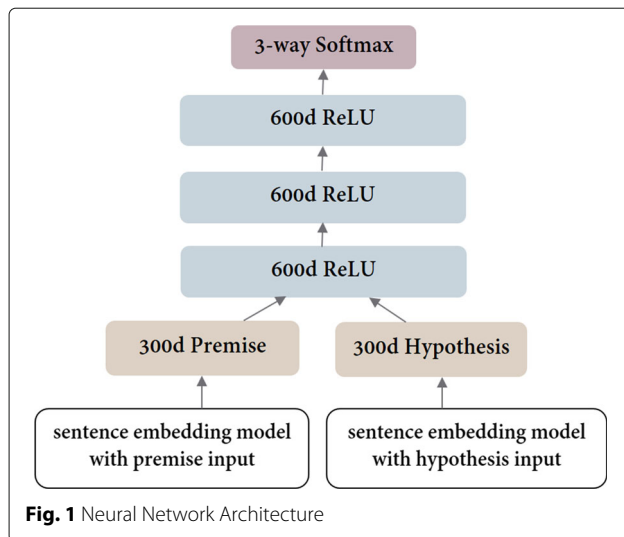 3-way Softmax
600d ReLU
600d ReLU
600d ReLU
300d Premise
300d Hypothesis
sentence embedding model
with premise input
sentence embedding model
with hypothesis input
Fig. 1 Neural Network Architecture